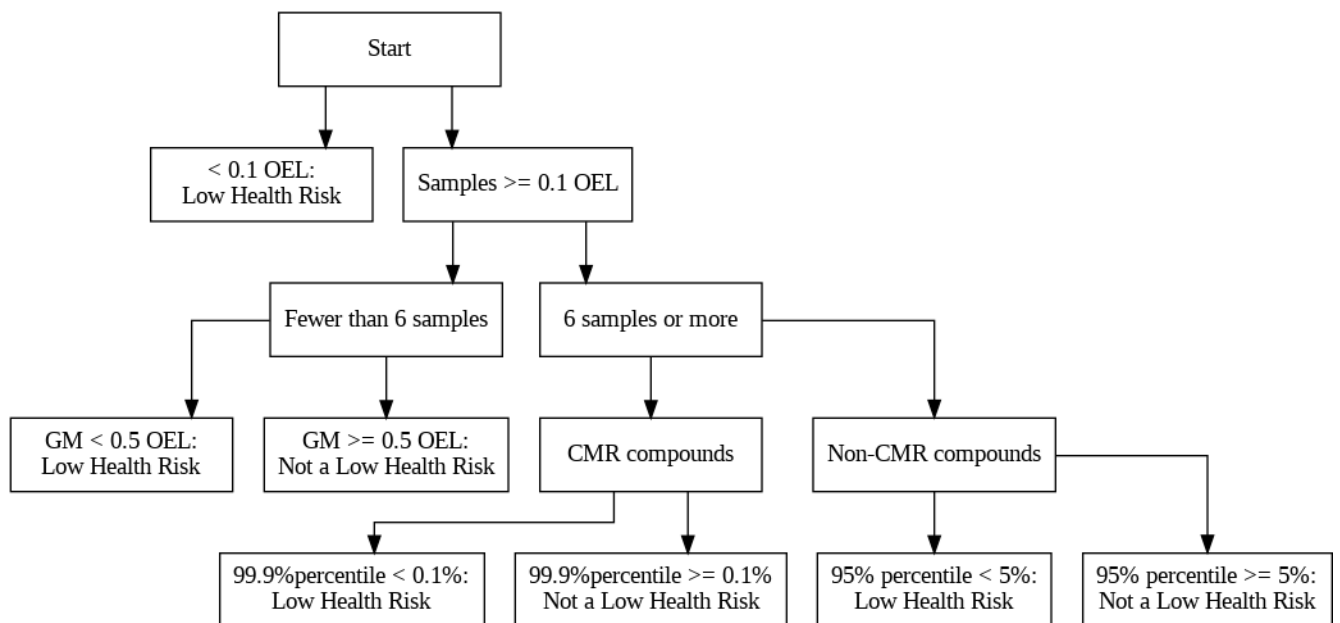 Start
< 0.1 OEL:
Low Health Risk
Samples >= 0.1 OEL
Fewer than 6 samples
6 samples or more
GM < 0.5 OEL:
Low Health Risk
GM >= 0.5 OEL:
Not a Low Health Risk
CMR compounds
Non-CMR compounds
99.9%percentile < 0.1%:
Low Health Risk
99.9%percentile >= 0.1%
Not a Low Health Risk
95% percentile < 5%:
Low Health Risk
95% percentile >= 5%:
Not a Low Health Risk